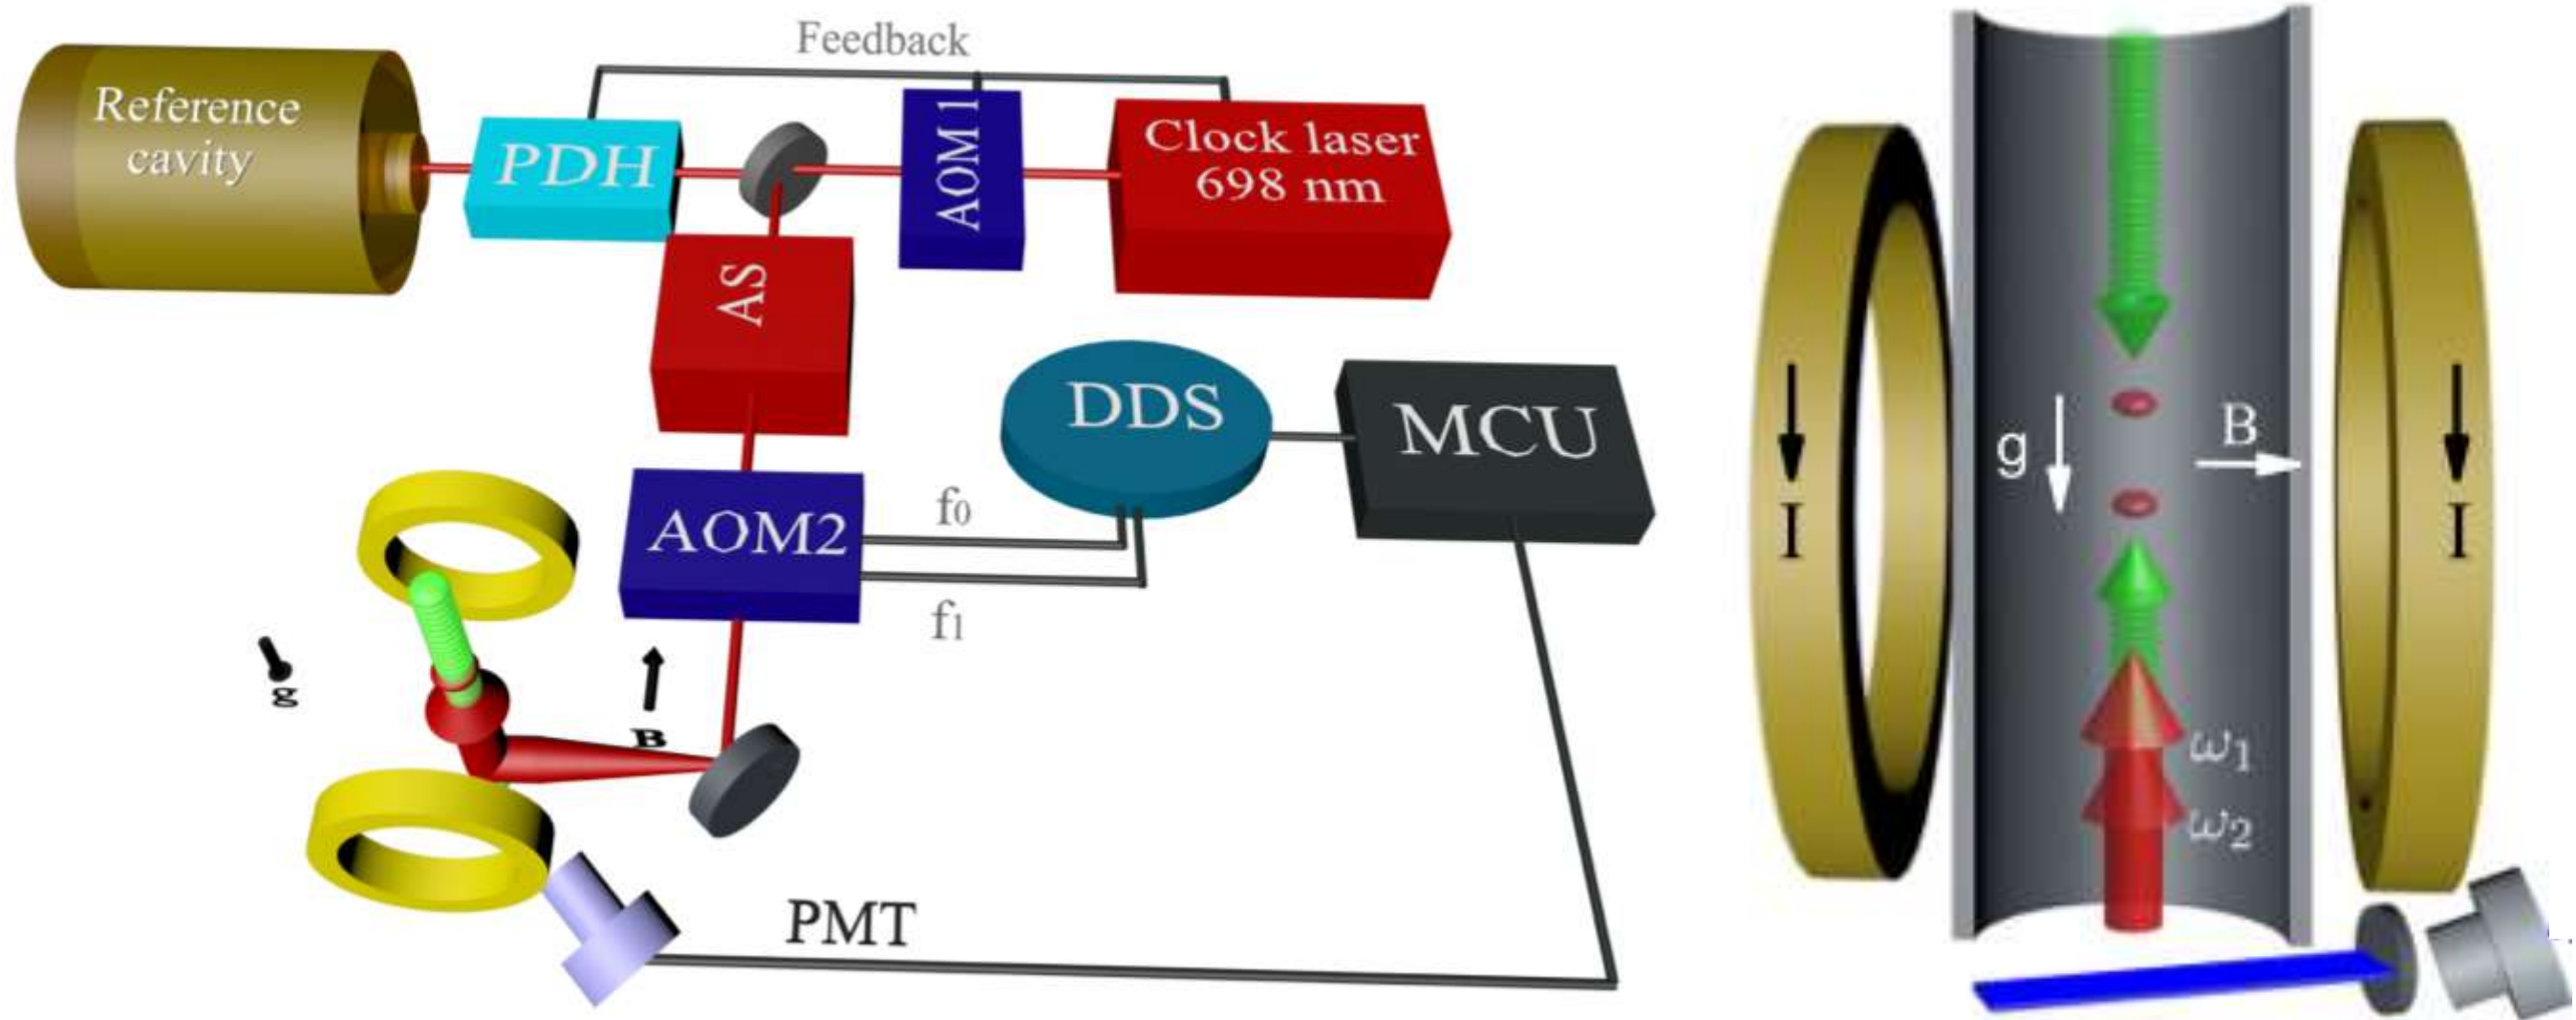 Feedback
Reference
cavity
PDH
AOM1
Clock laser
698 nm
AS
DDS
MCU
AOM2
f0
f1
g
B
PMT
I
g
B
I
ω1
ω2